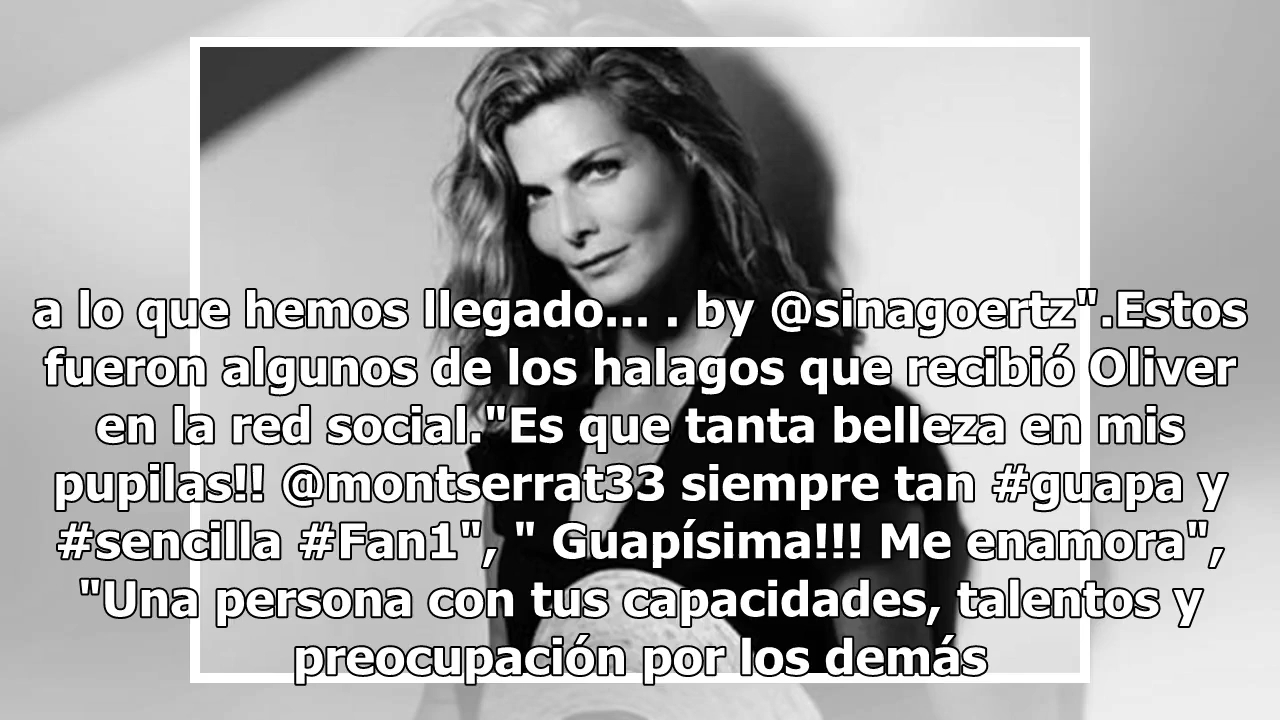 a lo que hemos llegado... . by @sinagoertz".Estos
fueron algunos de los halagos que recibió Oliver
en la red social."Es que tanta belleza en mis
pupilas!! @montserrat33 siempre tan #guapa y
#sencilla #Fan1", " Guapísima!!! Me enamora",
"Una persona con tus capacidades, talentos y
preocupación por los demás